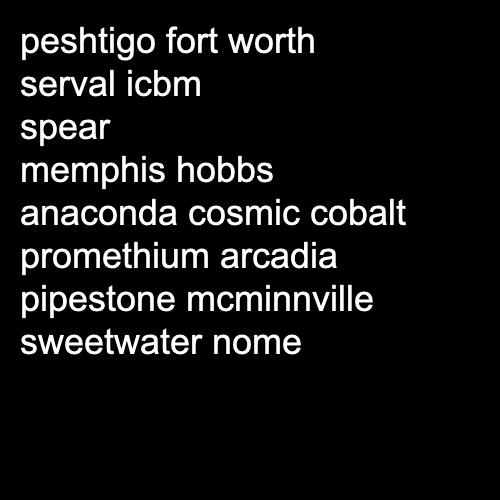 peshtigo fort worth
serval icbm
spear
memphis hobbs
anaconda cosmic cobalt
promethium arcadia
pipestone mcminnville
sweetwater nome